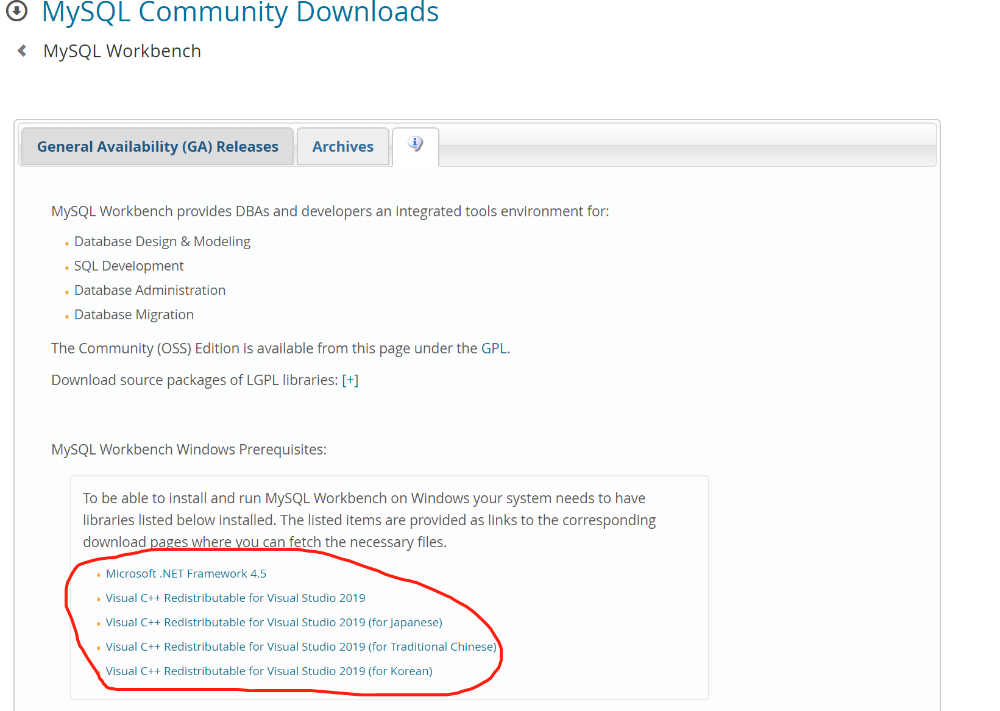 MySQL Community Downloads
MySQL Workbench
General Availability (GA) Releases
Archives
MySQL Workbench provides DBAs and developers an integrated tools environment for:
Database Design & Modeling
SQL Development
Database Administration
Database Migration
The Community (OSS) Edition is available from this page under the GPL.
Download source packages of LGPL libraries: [+]
MySQL Workbench Windows Prerequisites:
To be able to install and run MySQL Workbench on Windows your system needs to have
libraries listed below installed. The listed items are provided as links to the corresponding
download pages where you can fetch the necessary files.
Microsoft .NET Framework 4.5
Visual C++ Redistributable for Visual Studio 2019
Visual C++ Redistributable for Visual Studio 2019 (for Japanese)
Visual C++ Redistributable for Visual Studio 2019 (for Traditional Chinese)
Visual C++ Redistributable for Visual Studio 2019 (for Korean)